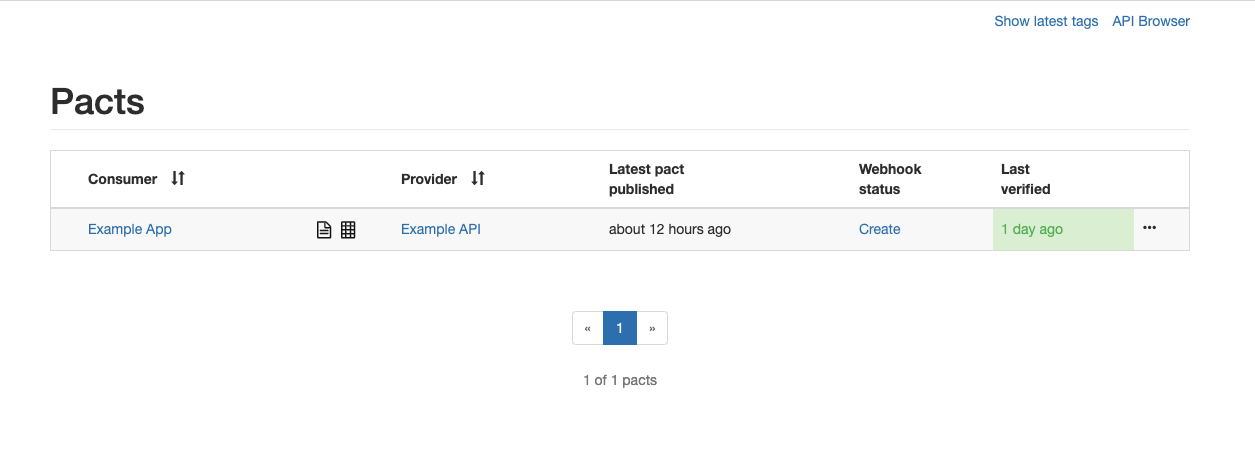 Show latest tags API Browser
Pacts
Consumer Provider Latest pact published Webhook status Last verified
Example App Example API about 12 hours ago Create 1 day ago ...
« 1 »
1 of 1 pacts